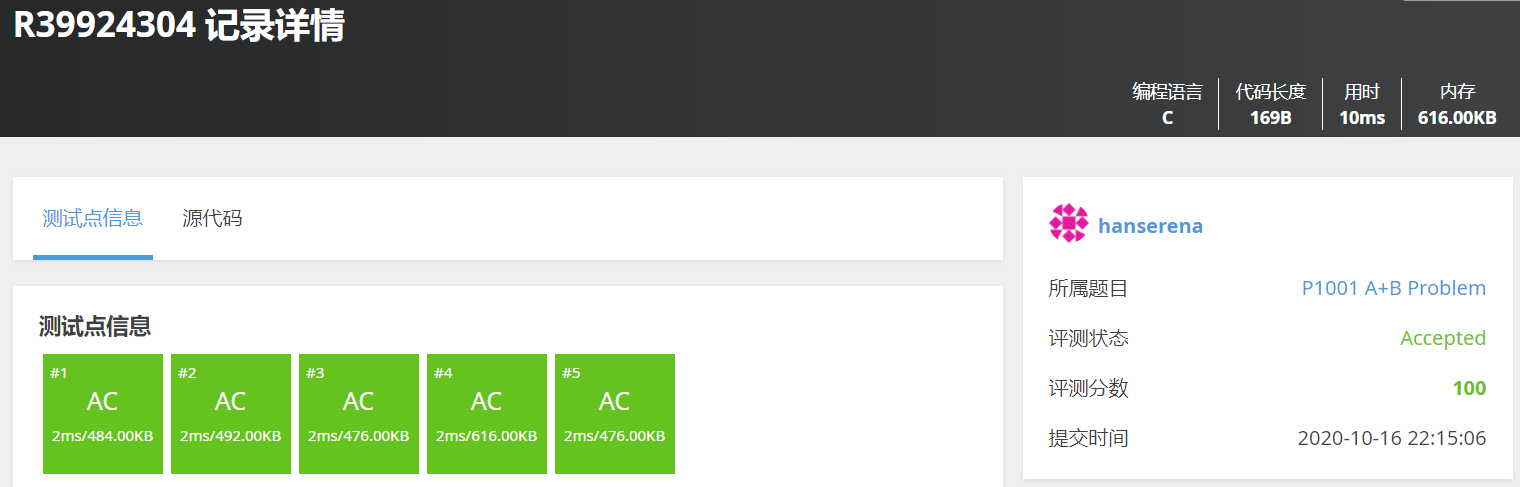 R39924304 记录详情
编程语言 代码长度 用时 内存
C 169B 10ms 616.00KB
测试点信息 源代码
测试点信息
#1 #2 #3 #4 #5
AC AC AC AC AC
2ms/484.00KB 2ms/492.00KB 2ms/476.00KB 2ms/616.00KB 2ms/476.00KB
hanserena
所属题目 P1001 A+B Problem
评测状态 Accepted
评测分数 100
提交时间 2020-10-16 22:15:06